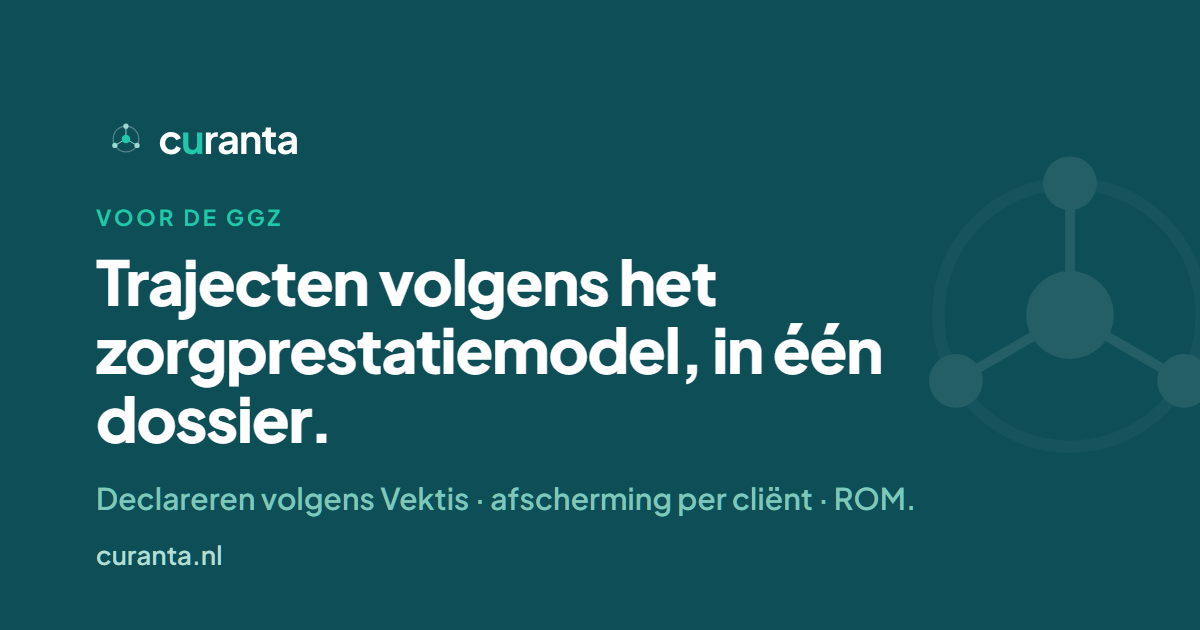 curanta
VOOR DE GGZ
Trajecten volgens het
zorgprestatiemodel, in één
dossier.
Declareren volgens Vektis · afscherming per cliënt · ROM.
curanta.nl